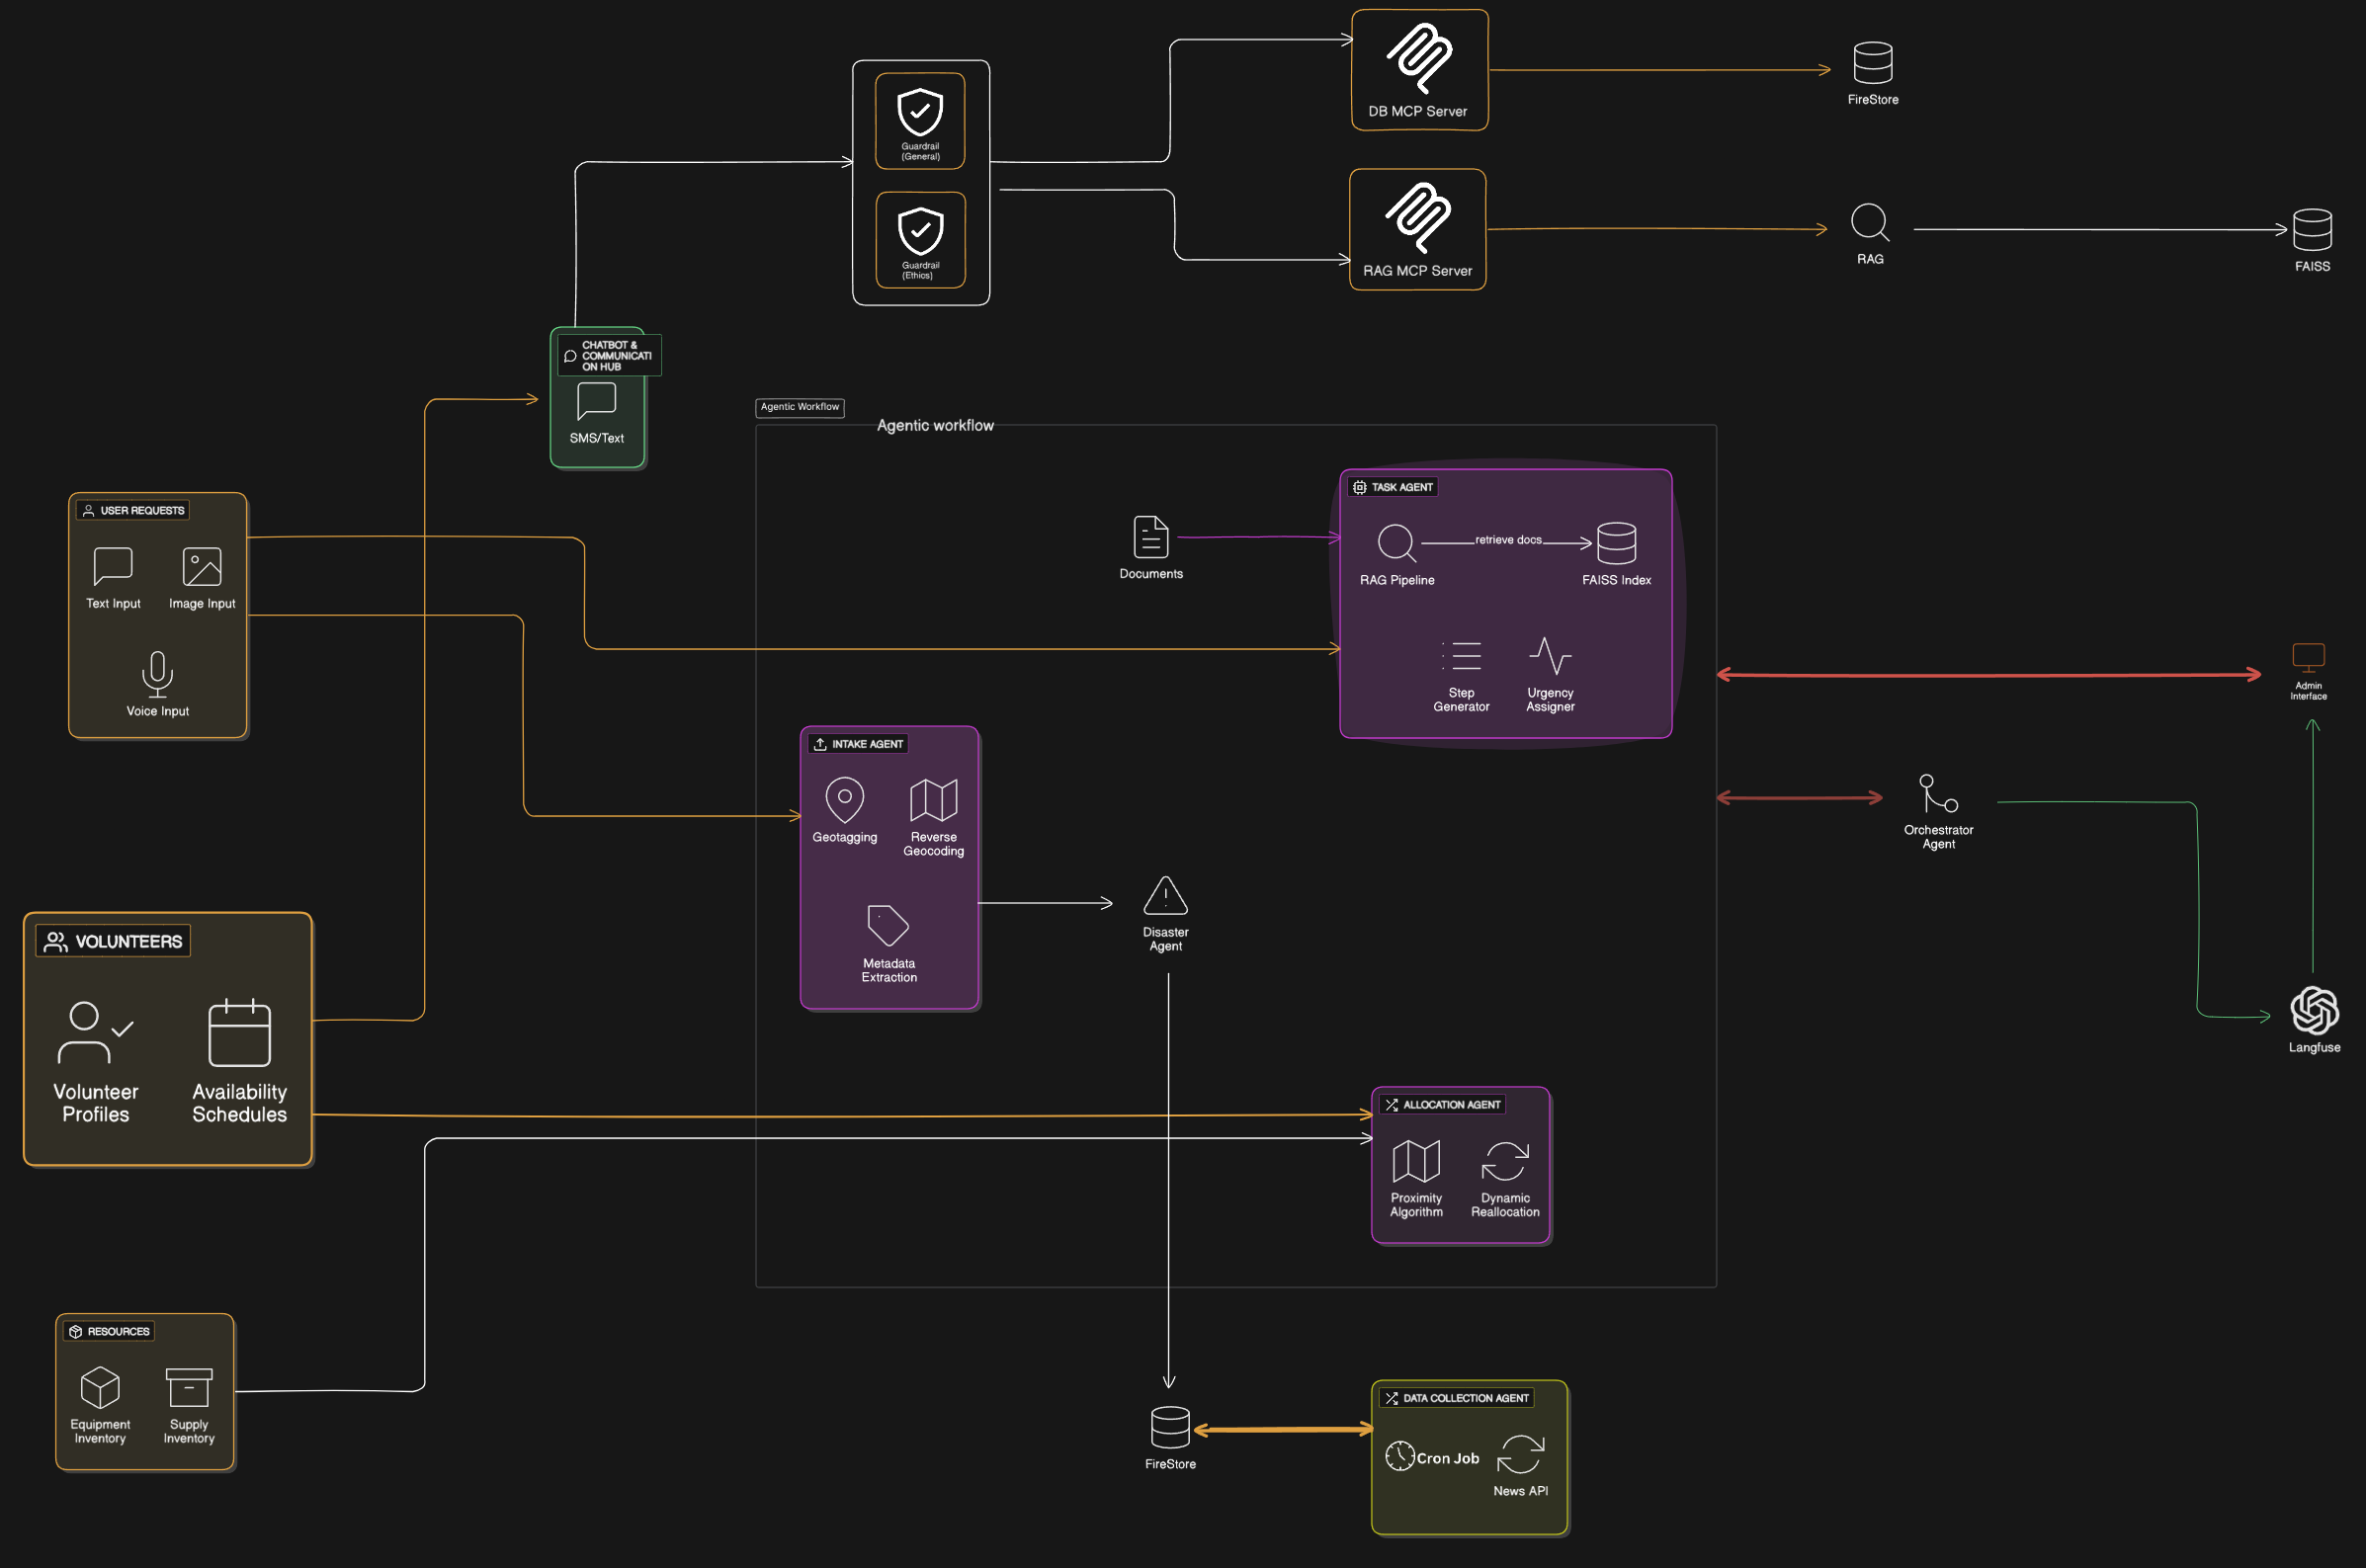 DB MCP Server
FireStore
Guardrail
(General)
Guardrail
(Ethics)
RAG MCP Server
RAG
FAISS
CHATBOT &
COMMUNICATI
ON HUB
SMS/Text
Agentic Workflow
Agentic workflow
USER REQUESTS
Text Input
Image Input
Voice Input
Documents
TASK AGENT
RAG Pipeline
retrieve docs
FAISS Index
Step
Generator
Urgency
Assigner
Admin
Interface
INTAKE AGENT
Geotagging
Reverse
Geocoding
Metadata
Extraction
Disaster
Agent
Orchestrator
Agent
Langfuse
VOLUNTEERS
Volunteer
Profiles
Availability
Schedules
ALLOCATION AGENT
Proximity
Algorithm
Dynamic
Reallocation
RESOURCES
Equipment
Inventory
Supply
Inventory
FireStore
DATA COLLECTION AGENT
Cron Job
News API